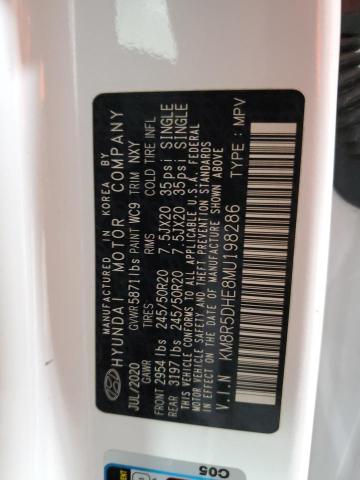 MANUFACTURED IN KOREA BY
HYUNDAI MOTOR COMPANY
JUL/2020 GVWR 5871 lbs PAINT WC9 TRIM NXY
GAWR TIRES RIMS COLD TIRE INFL
FRONT 2954 lbs 245/50R20 7.5JX20 35psi SINGLE
REAR 3197 lbs 245/50R20 7.5JX20 35psi SINGLE
THIS VEHICLE CONFORMS TO ALL APPLICABLE U.S.A. FEDERAL
MOTOR VEHICLE SAFETY AND THEFT PREVENTION STANDARDS
IN EFFECT ON THE DATE OF MANUFACTURE SHOWN ABOVE
V.I.N : KM8R5DHE8MU198286 TYPE : MPV
C05